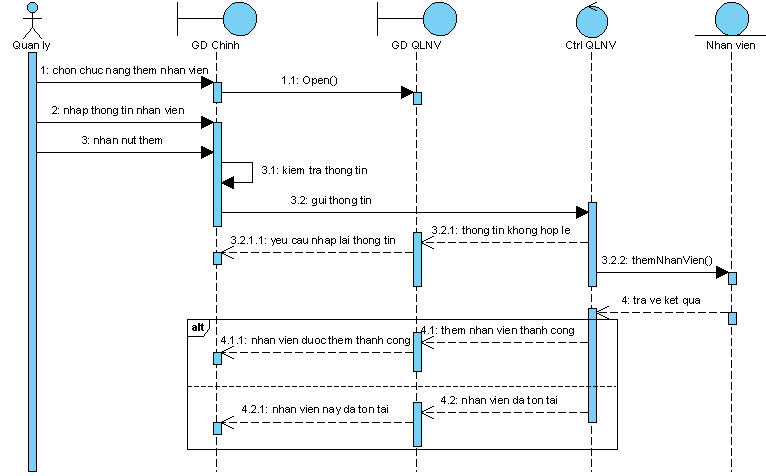 Quan ly
GD Chinh
GD QLNV
Ctrl QLNV
Nhan vien
1: chon chuc nang them nhan vien
1.1: Open()
2: nhap thong tin nhan vien
3: nhan nut them
3.1: kiem tra thong tin
3.2: gui thong tin
3.2.1: thong tin khong hop le
3.2.1.1: yeu cau nhap lai thong tin
3.2.2: themNhanVien()
4: tra ve ket qua
alt
4.1: them nhan vien thanh cong
4.1.1: nhan vien duoc them thanh cong
4.2: nhan vien da ton tai
4.2.1: nhan vien nay da ton tai